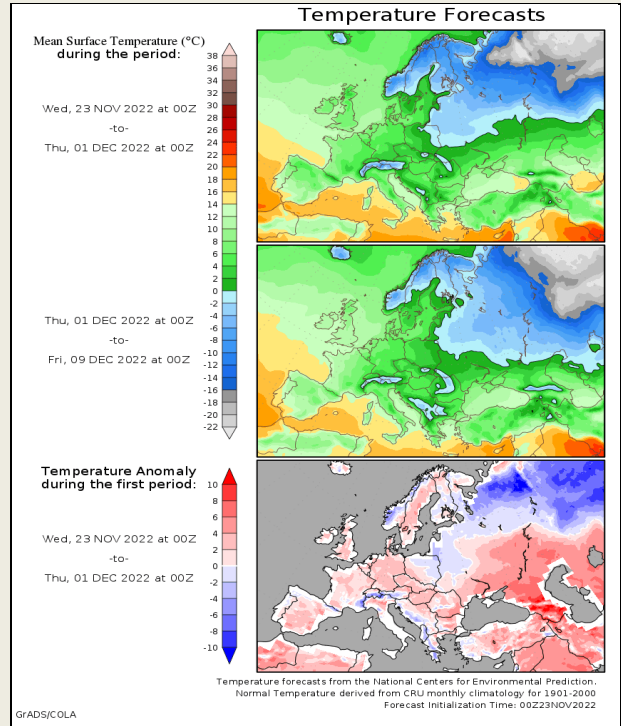 Temperature Forecasts
Mean Surface Temperature (°C)
during the period:
38
36
34
32
30
28
26
24
22
20
18
16
14
12
10
8
6
4
2
0
-1
-2
-4
-6
-8
-10
-12
-14
-16
-18
-20
-22
Wed, 23 NOV 2022 at 00Z
-to-
Thu, 01 DEC 2022 at 00Z
Thu, 01 DEC 2022 at 00Z
-to-
Fri, 09 DEC 2022 at 00Z
Temperature Anomaly
during the first period:
10
8
6
4
2
0
-2
-4
-6
-8
-10
Wed, 23 NOV 2022 at 00Z
-to-
Thu, 01 DEC 2022 at 00Z
Temperature forecasts from the National Centers for Environmental Prediction.
Normal Temperature derived from CRU monthly climatology for 1901-2000
Forecast Initialization Time: 00Z23NOV2022
GrADS/COLA